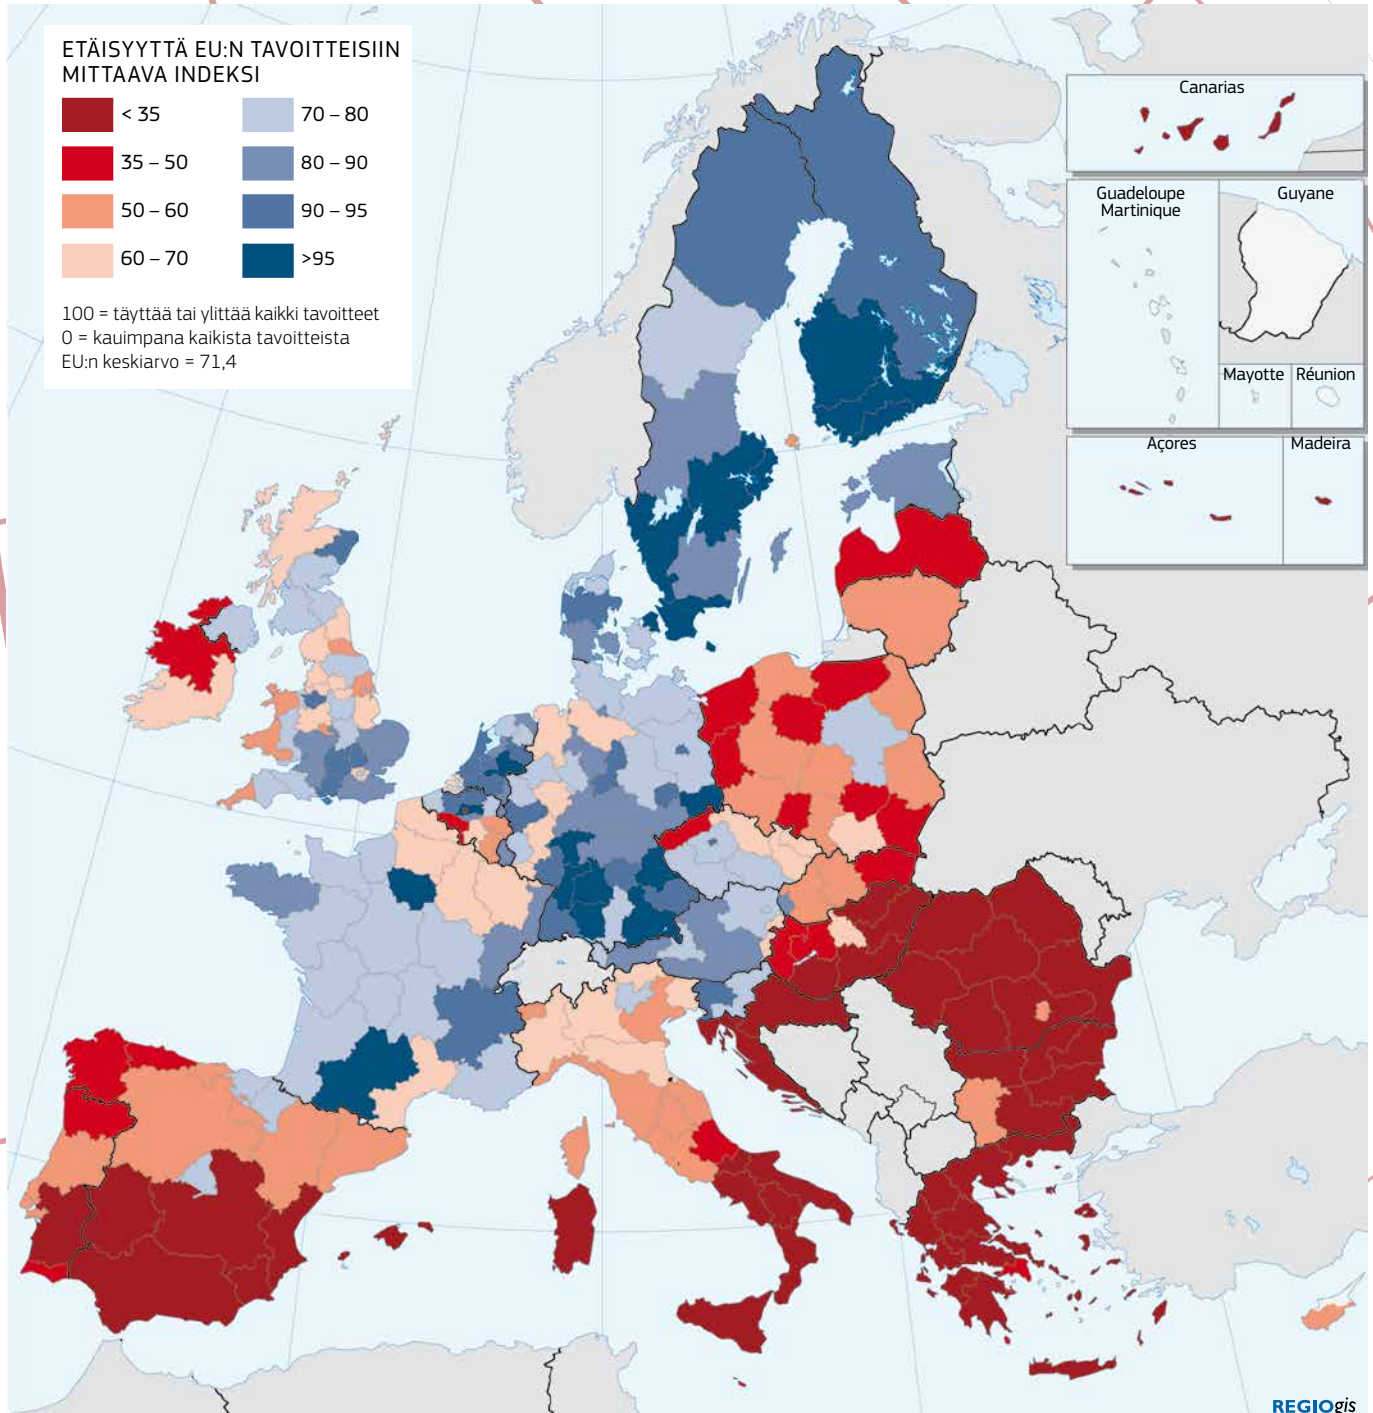 ETÄISYYTTÄ EU:N TAVOITTEISIIN
MITTAAVA INDEKSI
< 35
35 – 50
50 – 60
60 – 70
70 – 80
80 – 90
90 – 95
>95
100 = täyttää tai ylittää kaikki tavoitteet
0 = kauimpana kaikista tavoitteista
EU:n keskiarvo = 71,4
Canarias
Guadeloupe
Martinique
Guyane
Mayotte
Réunion
Açores
Madeira
REGIOgis